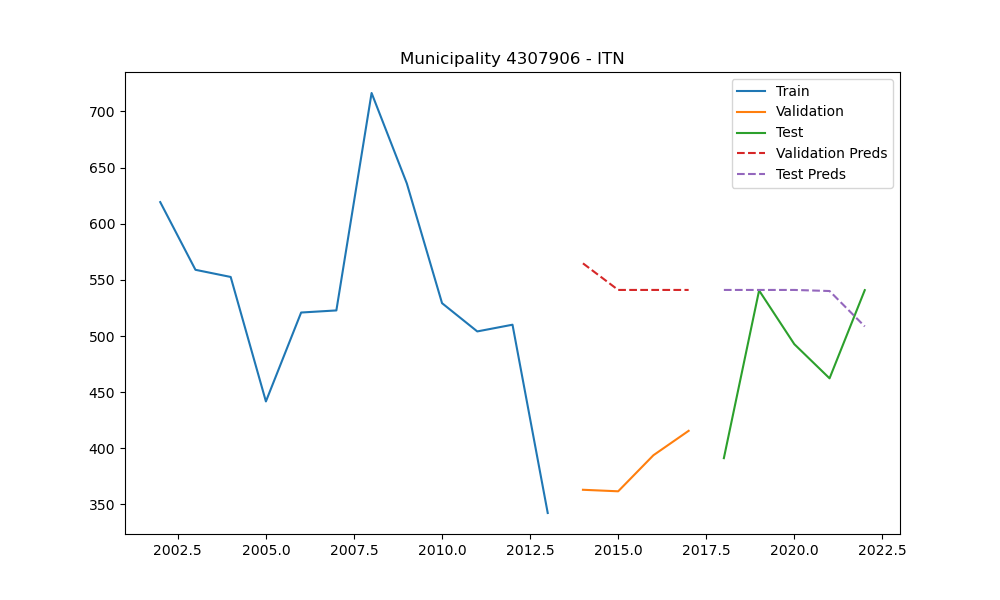 Municipality 4307906 - ITN
Train
Validation
Test
Validation Preds
Test Preds
700
650
600
550
500
450
400
350
2002.5 2005.0 2007.5 2010.0 2012.5 2015.0 2017.5 2020.0 2022.5